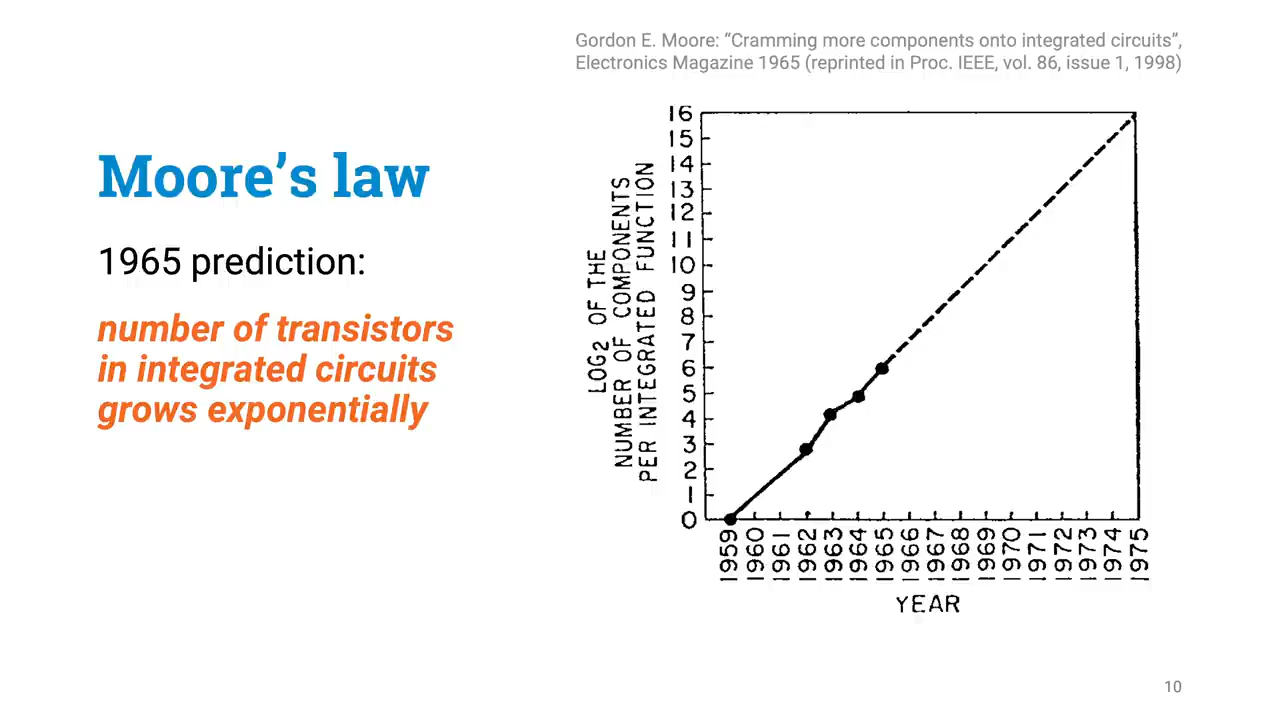 Gordon E. Moore: “Cramming more components onto integrated circuits”,
Electronics Magazine 1965 (reprinted in Proc. IEEE, vol. 86, issue 1, 1998)
Moore’s law
1965 prediction:
number of transistors
in integrated circuits
grows exponentially
LOG2 OF THE
NUMBER OF COMPONENTS
PER INTEGRATED FUNCTION
16
15
14
13
12
11
10
9
8
7
6
5
4
3
2
1
0
1959 1960 1961 1962 1963 1964 1965 1966 1967 1968 1969 1970 1971 1972 1973 1974 1975
YEAR
10